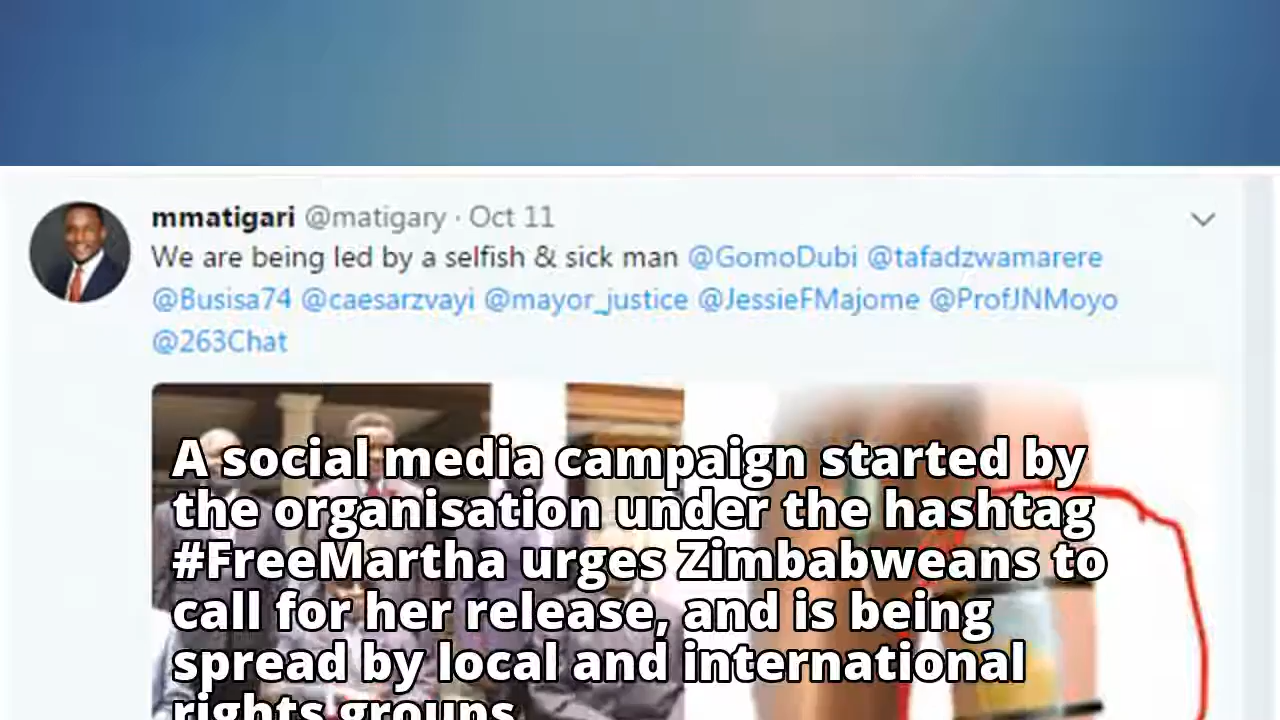 mmatigari @matigary · Oct 11
We are being led by a selfish & sick man @GomoDubi @tafadzwamarere
@Busisa74 @caesarzvayi @mayor_justice @JessieFMajome @ProfJNMoyo
@263Chat
A social media campaign started by
the organisation under the hashtag
#FreeMartha urges Zimbabweans to
call for her release, and is being
spread by local and international
rights groups